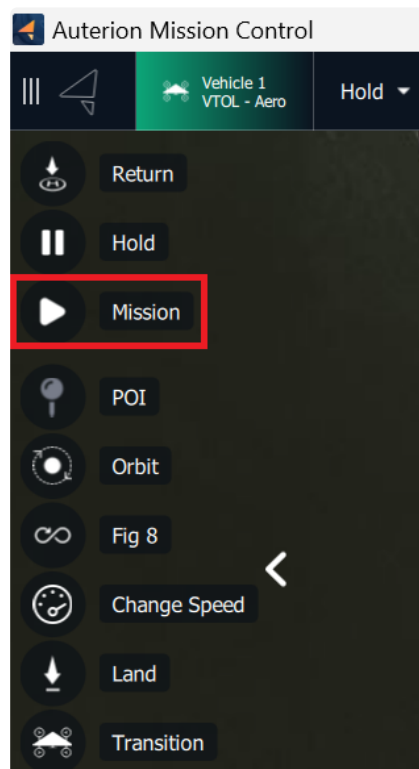 Auterion Mission Control
Vehicle 1
VTOL - Aero
Hold
Return
Hold
Mission
POI
Orbit
Fig 8
Change Speed
Land
Transition